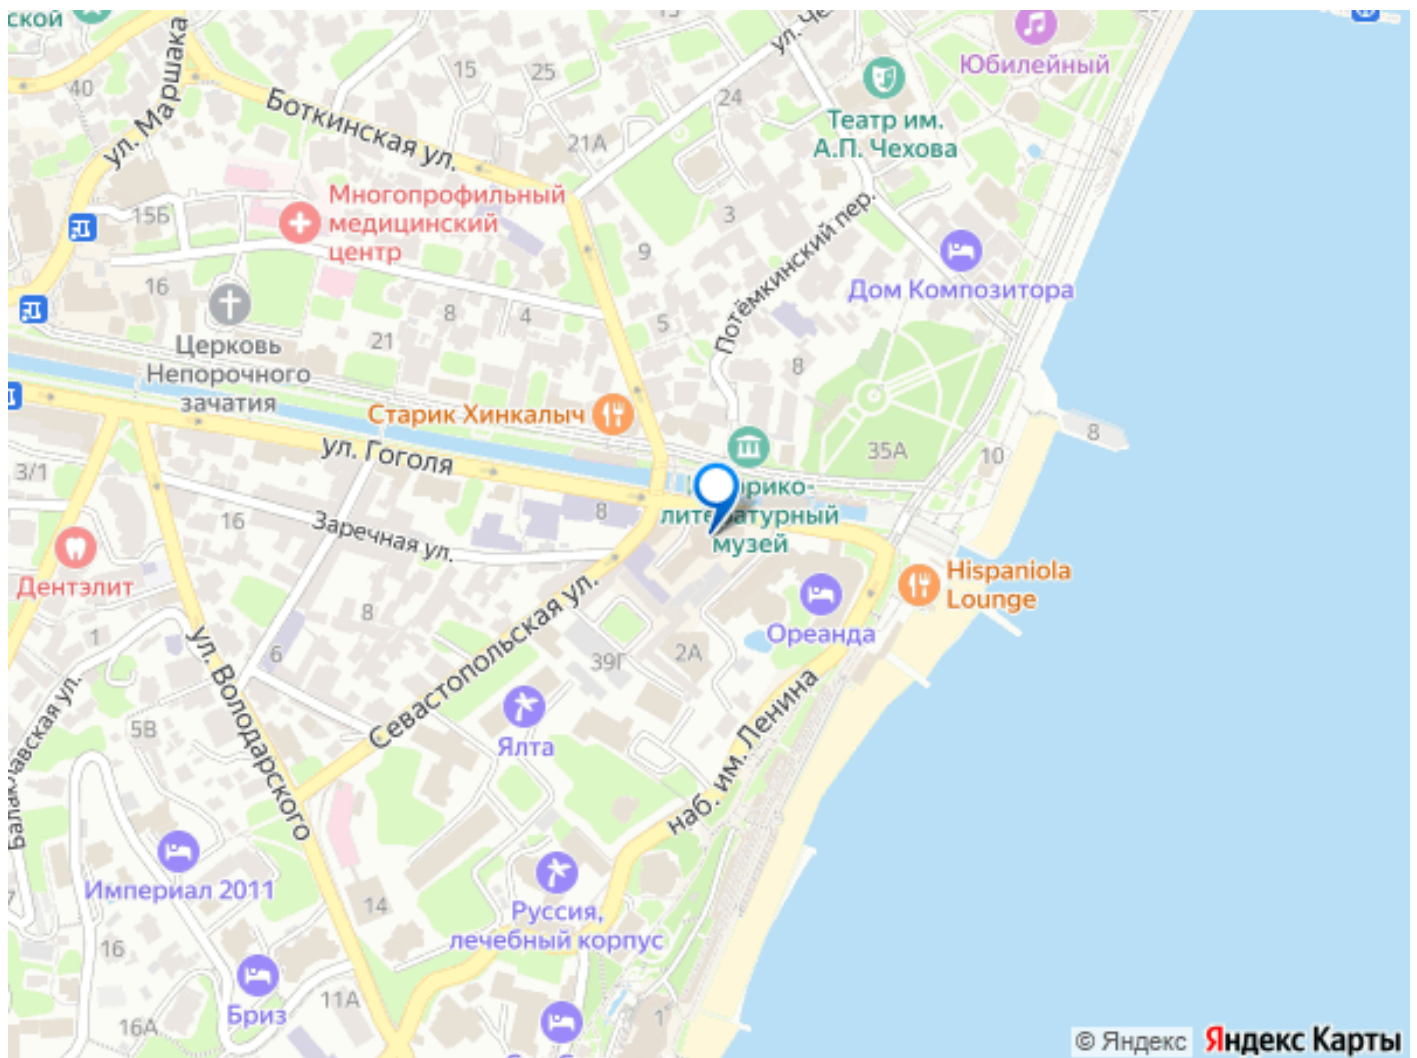 ской
40
ул. Маршака
15
25
Боткинская ул.
21А
24
Юбилейный
Театр им.
А.П. Чехова
15Б
Многопрофильный
медицинский
центр
3
9
Потёмкинский пер.
Дом Композитора
16
8
4
5
21
Церковь
Непорочного
зачатия
8
Старик Хинкалыч
ул. Гоголя
35А
10
8
3/1
16
Заречная ул.
8
литературный
музей
Дентэлит
Hispaniola
Lounge
8
Ореанда
1
6
ул. Володарского
Севастопольская ул.
39Г
2А
5В
Ялта
наб. им. Ленина
Империал 2011
14
Руссия,
лечебный корпус
16
11А
Бриз
16А
© Яндекс Яндекс Карты